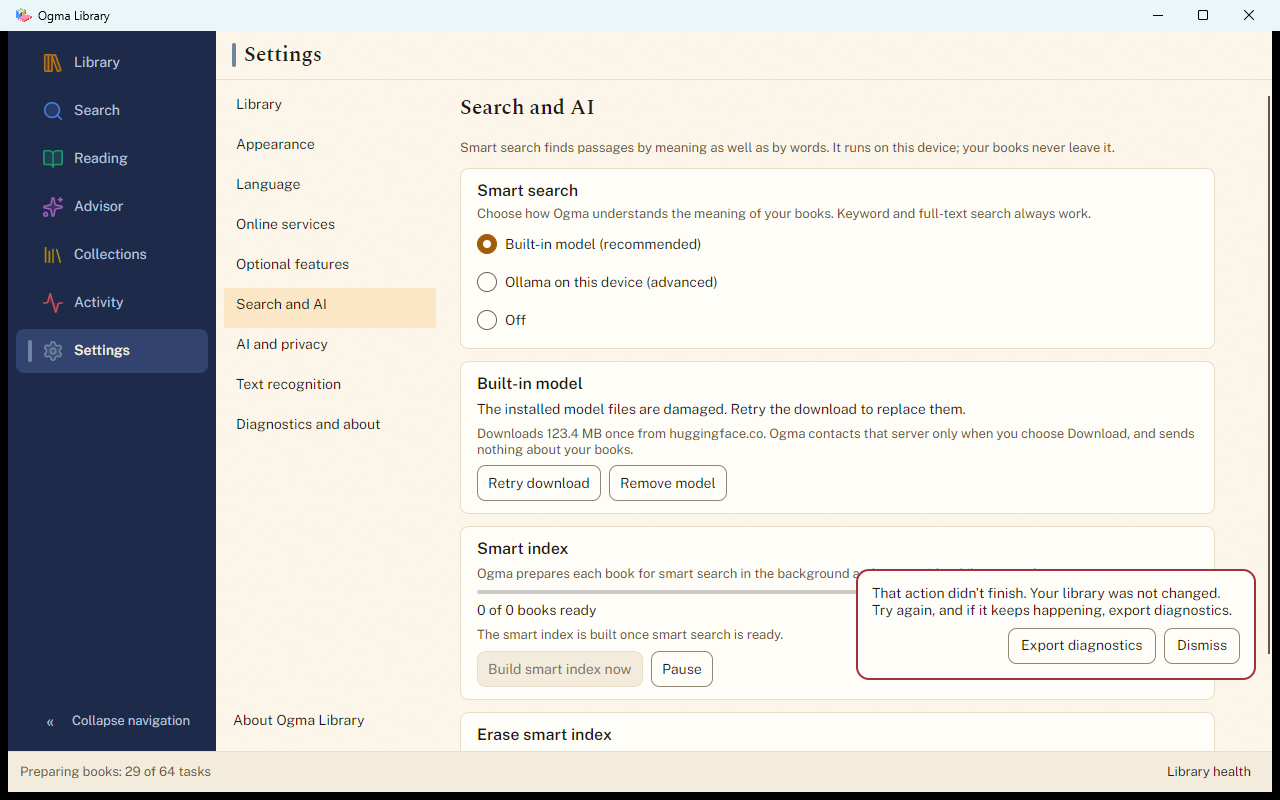 Ogma Library
Library
Search
Reading
Advisor
Collections
Activity
Settings
« Collapse navigation
Settings
Library
Appearance
Language
Online services
Optional features
Search and AI
AI and privacy
Text recognition
Diagnostics and about
About Ogma Library
Search and AI
Smart search finds passages by meaning as well as by words. It runs on this device; your books never leave it.
Smart search
Choose how Ogma understands the meaning of your books. Keyword and full-text search always work.
Built-in model (recommended)
Ollama on this device (advanced)
Off
Built-in model
The installed model files are damaged. Retry the download to replace them.
Downloads 123.4 MB once from huggingface.co. Ogma contacts that server only when you choose Download, and sends
nothing about your books.
Retry download
Remove model
Smart index
Ogma prepares each book for smart search in the background
0 of 0 books ready
The smart index is built once smart search is ready.
Build smart index now
Pause
Erase smart index
That action didn't finish. Your library was not changed.
Try again, and if it keeps happening, export diagnostics.
Export diagnostics
Dismiss
Preparing books: 29 of 64 tasks
Library health